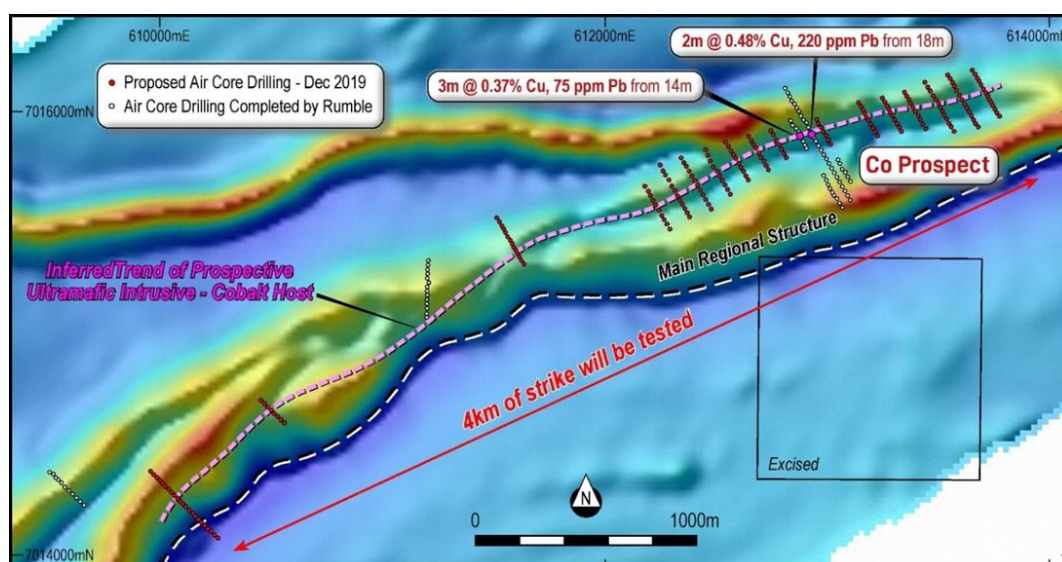 610000mE
612000mE
614000mE
2m @ 0.48% Cu, 220 ppm Pb from 18m
Proposed Air Core Drilling - Dec 2019
Air Core Drilling Completed by Rumble
3m @ 0.37% Cu, 75 ppm Pb from 14m
7016000mN
Co Prospect
Main Regional Structure
InferredTrend of Prospective
Ultramafic Intrusive - Cobalt Host
4km of strike will be tested
Excised
N
0
1000m
7014000mN